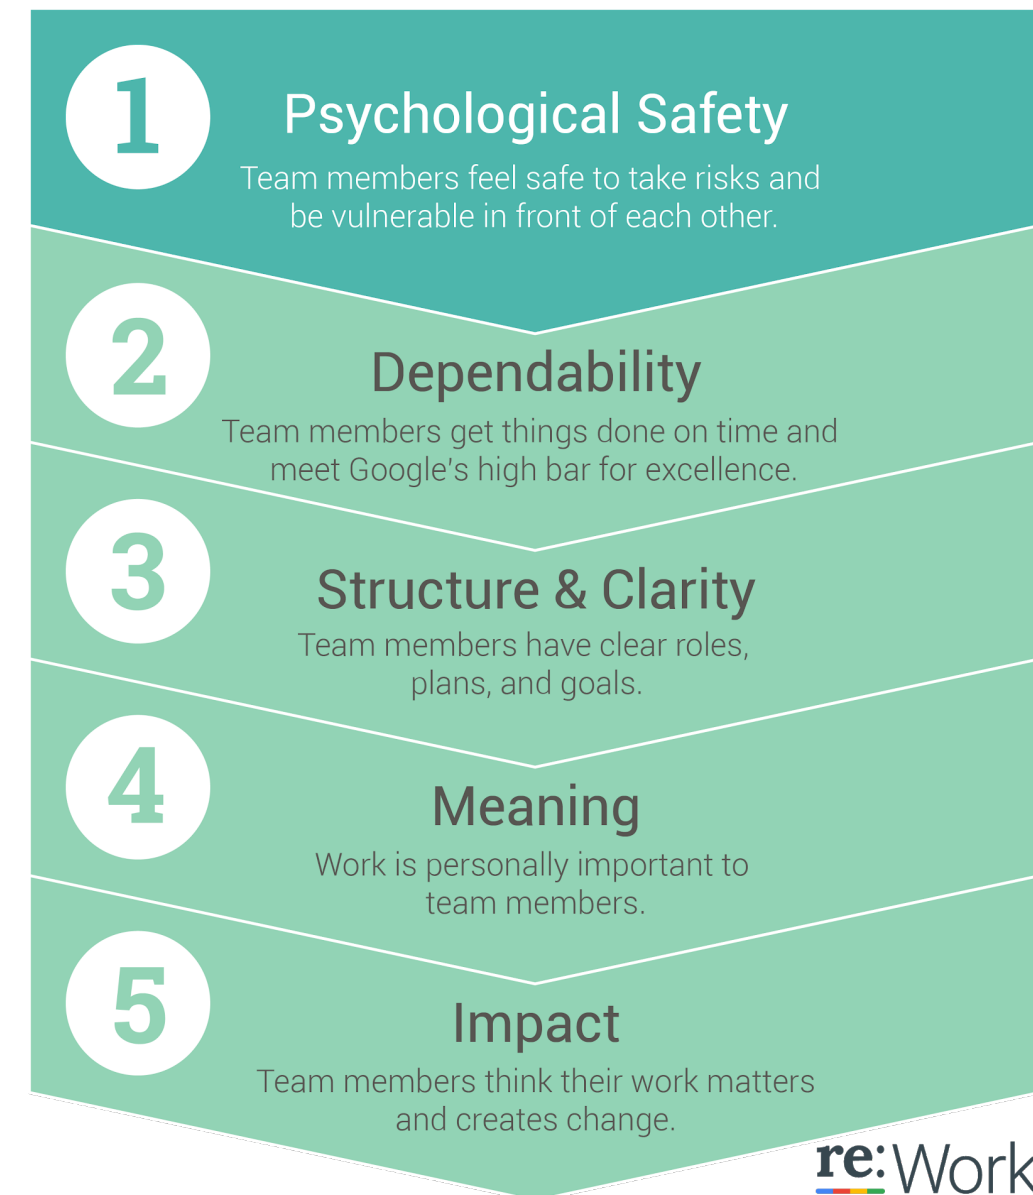 1
Psychological Safety
Team members feel safe to take risks and
be vulnerable in front of each other.
2
Dependability
Team members get things done on time and
meet Google's high bar for excellence.
3
Structure & Clarity
Team members have clear roles,
plans, and goals.
4
Meaning
Work is personally important to
team members.
5
Impact
Team members think their work matters
and creates change.
re:Work